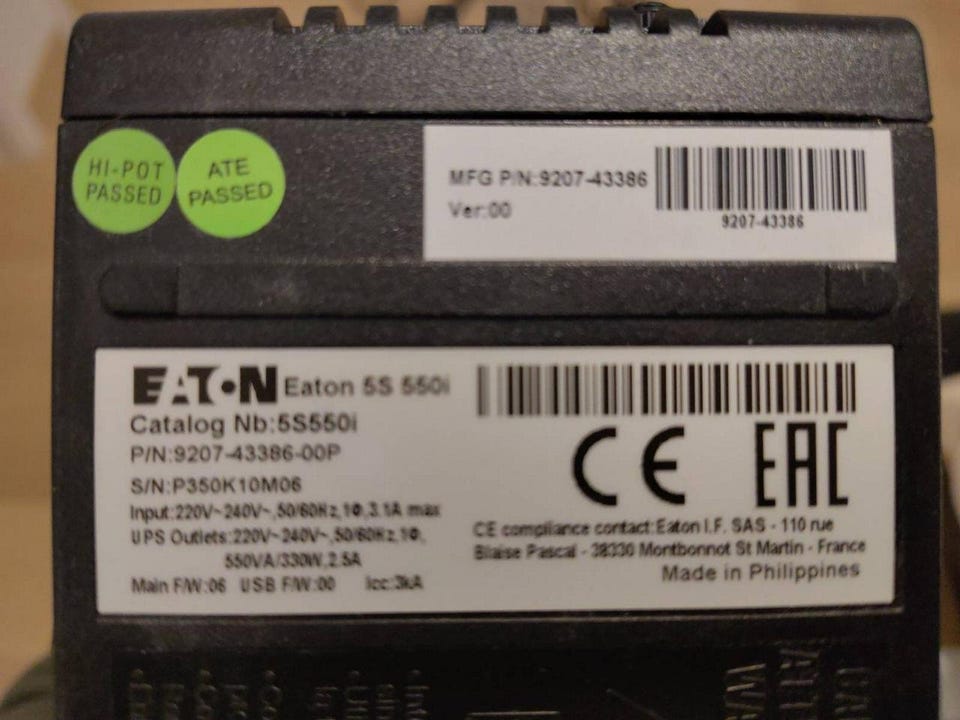 HI-POT
PASSED
ATE
PASSED
MFG P/N:9207-43386
Ver:00
9207-43386
EATON Eaton 5S 550i
Catalog Nb:5S550i
P/N:9207-43386-00P
S/N:P350K10M06
Input:220V~240V~,50/60Hz,1Φ,3.1A max
UPS Outlets:220V~240V~,50/60Hz,1Φ,
550VA/330W,2.5A
Main F/W:06 USB F/W:00 Icc:3kA
CE EAC
CE compliance contact:Eaton I.F. SAS - 110 rue
Blaise Pascal - 38330 Montbonnot St Martin - France
Made in Philippines